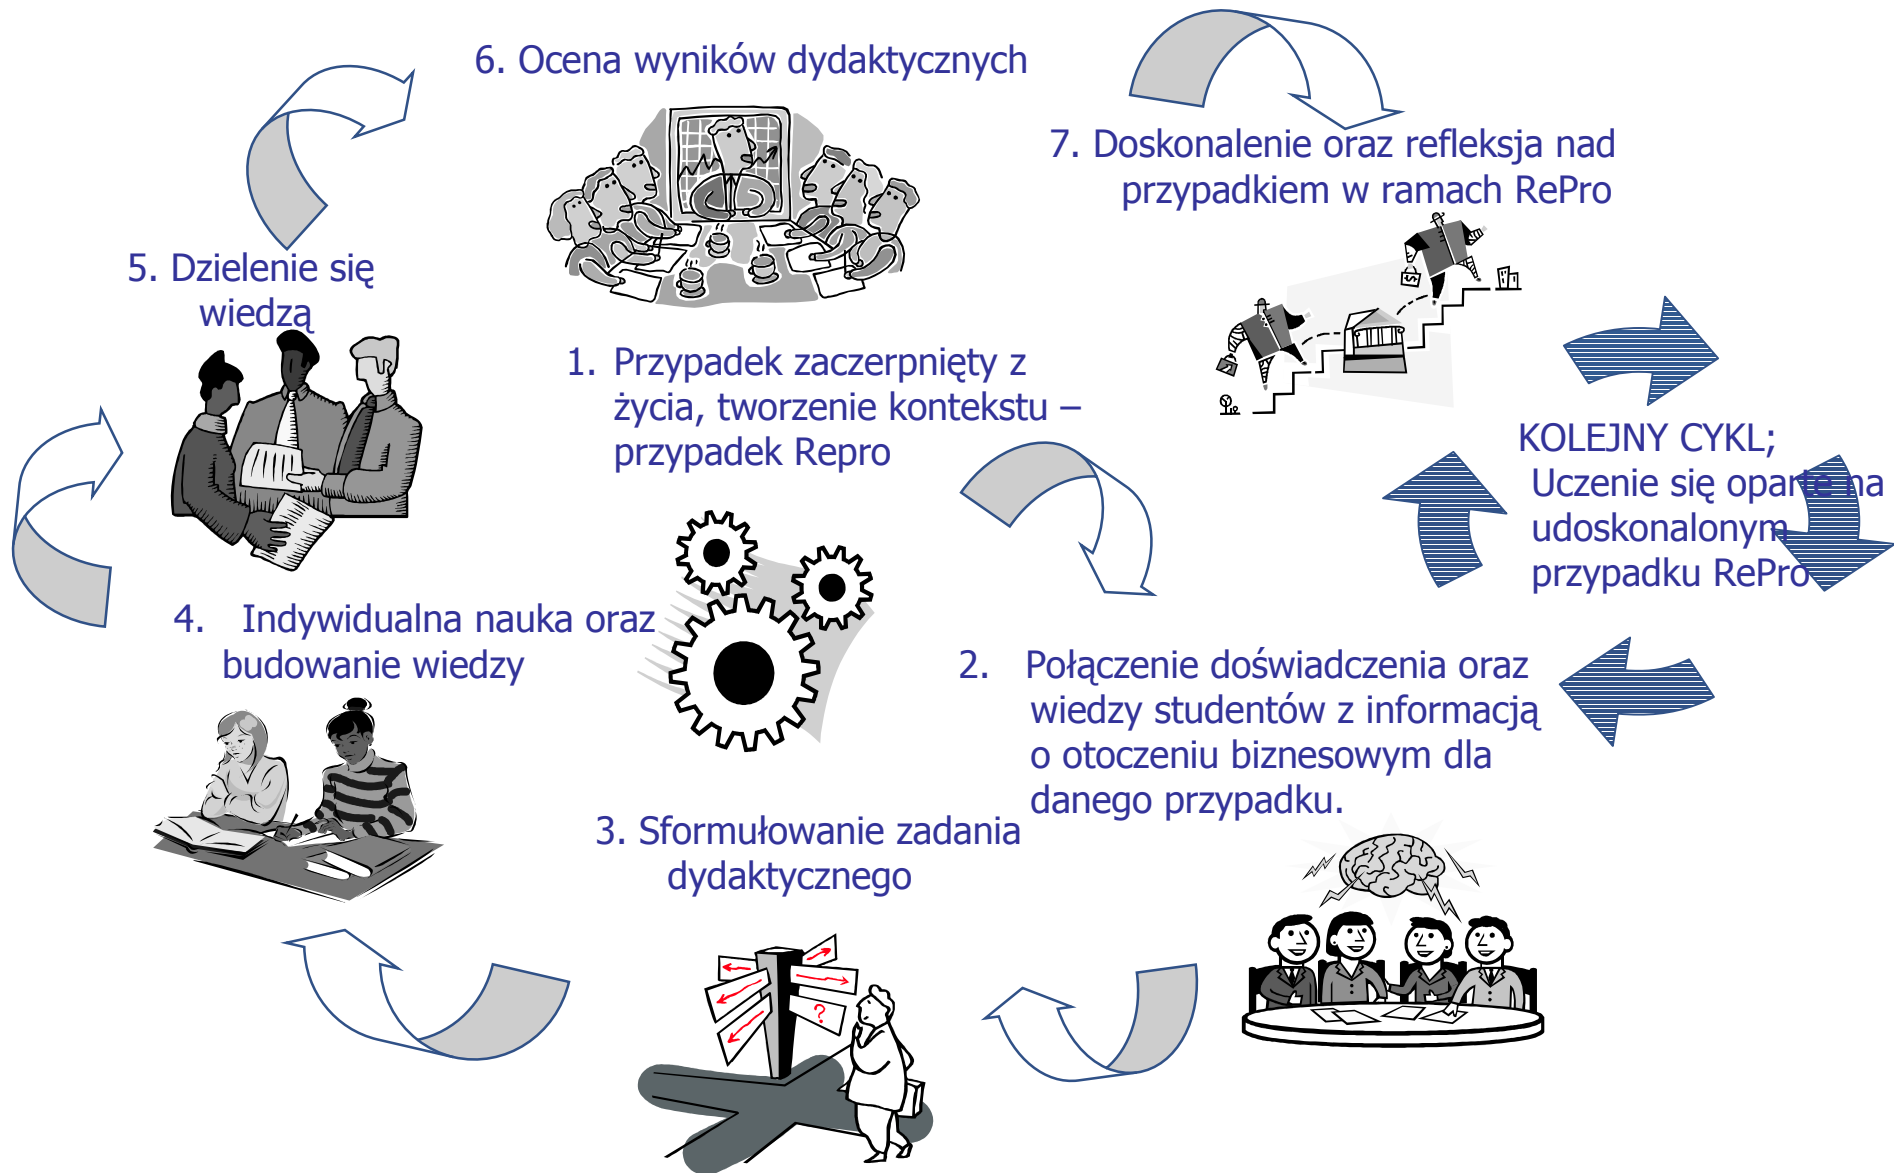 6. Ocena wyników dydaktycznych
7. Doskonalenie oraz refleksja nad
przypadkiem w ramach RePro
5. Dzielenie się
wiedzą
1. Przypadek zaczerpnięty z
życia, tworzenie kontekstu –
przypadek Repro
KOLEJNY CYKL;
Uczenie się oparte na
udoskonalonym
przypadku RePro
4. Indywidualna nauka oraz
budowanie wiedzy
2. Połączenie doświadczenia oraz
wiedzy studentów z informacją
o otoczeniu biznesowym dla
danego przypadku.
3. Sformułowanie zadania
dydaktycznego
?
$